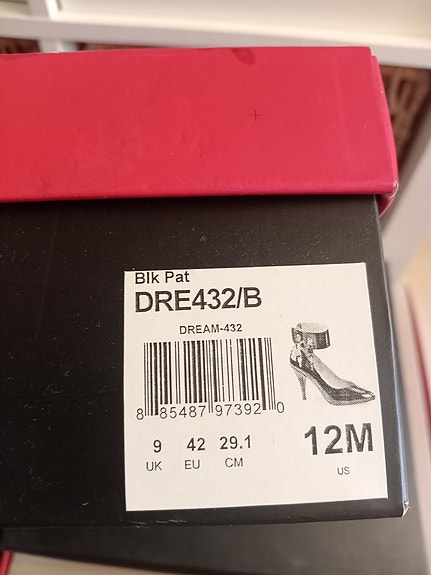 Blk Pat
DRE432/B
DREAM-432
8 85487 97392 0
9 42 29.1 12M
UK EU CM US